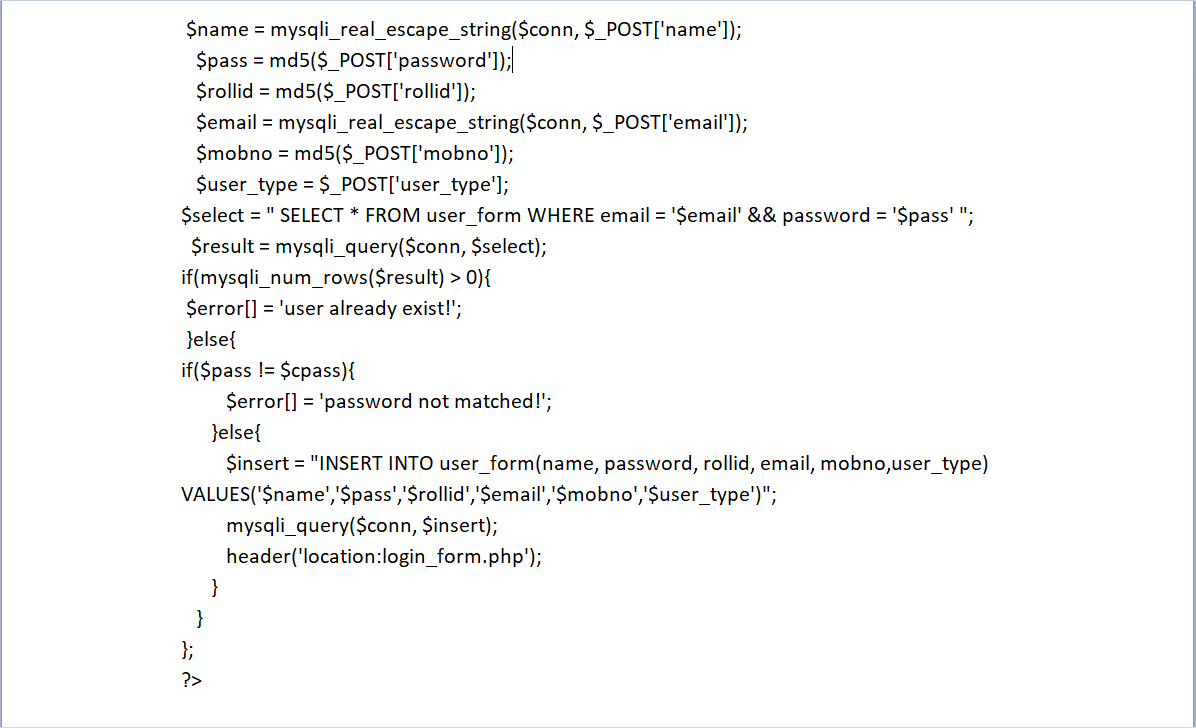 $name = mysqli_real_escape_string($conn, $_POST['name']);
$pass = md5($_POST['password']);
$rollid = md5($_POST['rollid']);
$email = mysqli_real_escape_string($conn, $_POST['email']);
$mobno = md5($_POST['mobno']);
$user_type = $_POST['user_type'];
$select = " SELECT * FROM user_form WHERE email = '$email' && password = '$pass' ";
$result = mysqli_query($conn, $select);
if(mysqli_num_rows($result) > 0){
$error[] = 'user already exist!';
}else{
if($pass != $cpass){
$error[] = 'password not matched!';
}else{
$insert = "INSERT INTO user_form(name, password, rollid, email, mobno,user_type)
VALUES('$name','$pass','$rollid','$email','$mobno','$user_type')";
mysqli_query($conn, $insert);
header('location:login_form.php');
}
}
};
?>